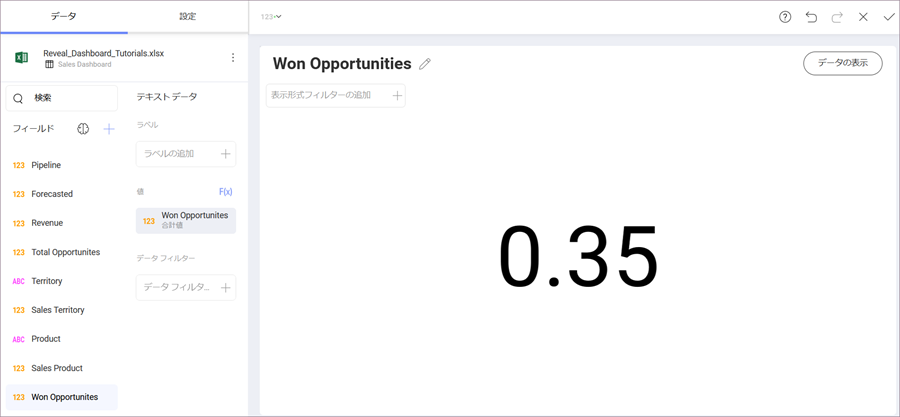 データ
設定
123
Reveal_Dashboard_Tutorials.xlsx
Sales Dashboard
検索
フィールド
123 Pipeline
123 Forecasted
123 Revenue
123 Total Opportunites
ABC Territory
123 Sales Territory
ABC Product
123 Sales Product
123 Won Opportunites
テキスト データ
ラベル
ラベルの追加
値
F(x)
123 Won Opportunites
合計値
データ フィルター
データ フィルタ...
Won Opportunities
データの表示
表示形式フィルターの追加
0.35